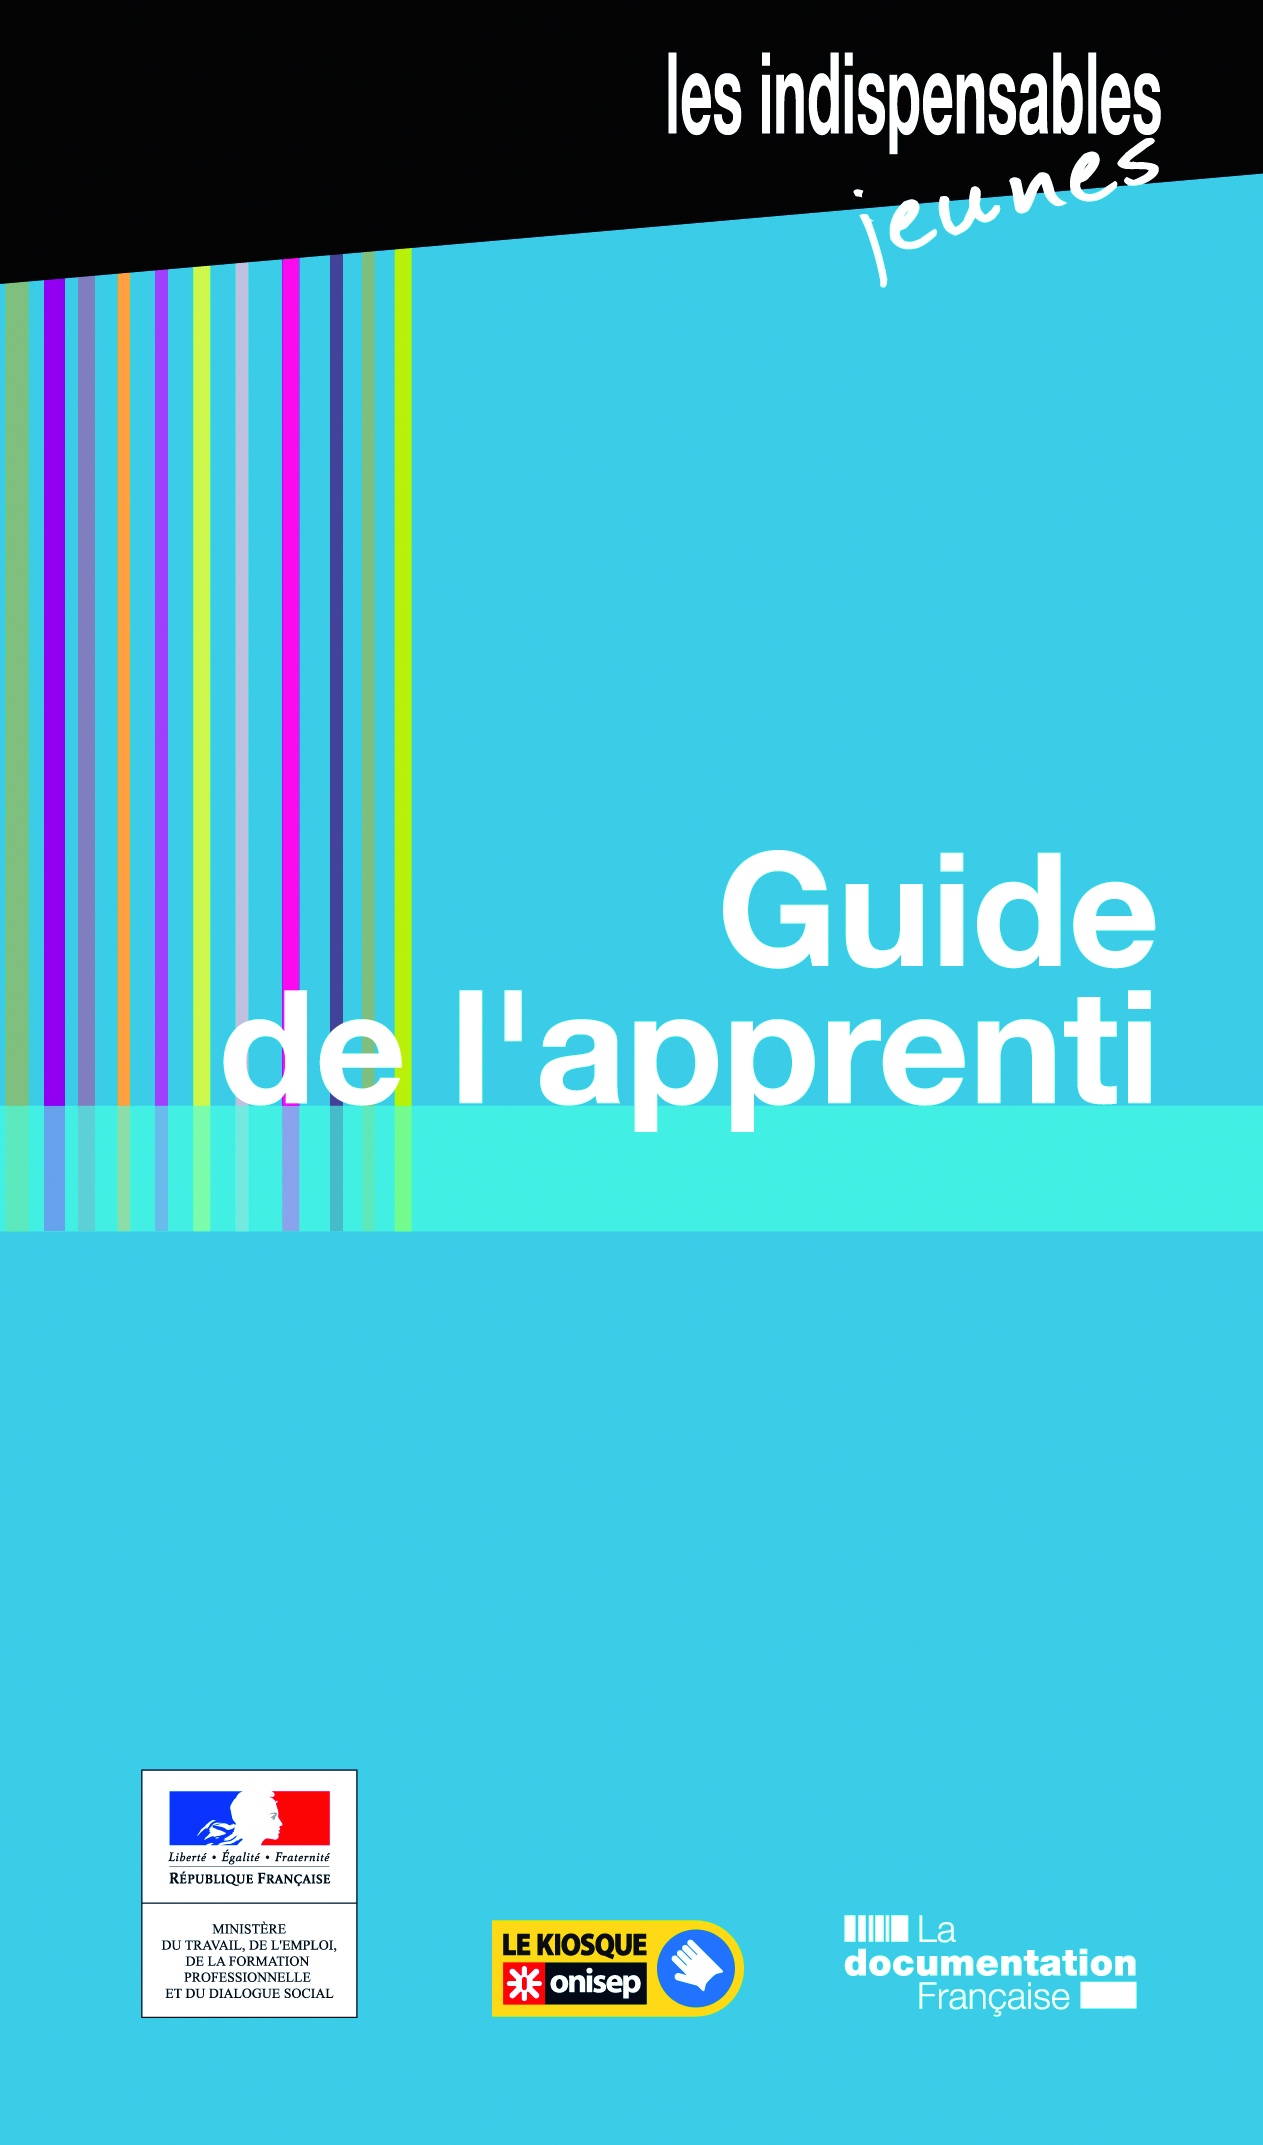 les indispensables
jeunes
Guide
de l'apprenti
Liberté • Égalité • Fraternité
RÉPUBLIQUE FRANÇAISE
MINISTÈRE
DU TRAVAIL, DE L'EMPLOI,
DE LA FORMATION
PROFESSIONNELLE
ET DU DIALOGUE SOCIAL
LE KIOSQUE
onisep
La
documentation
Française